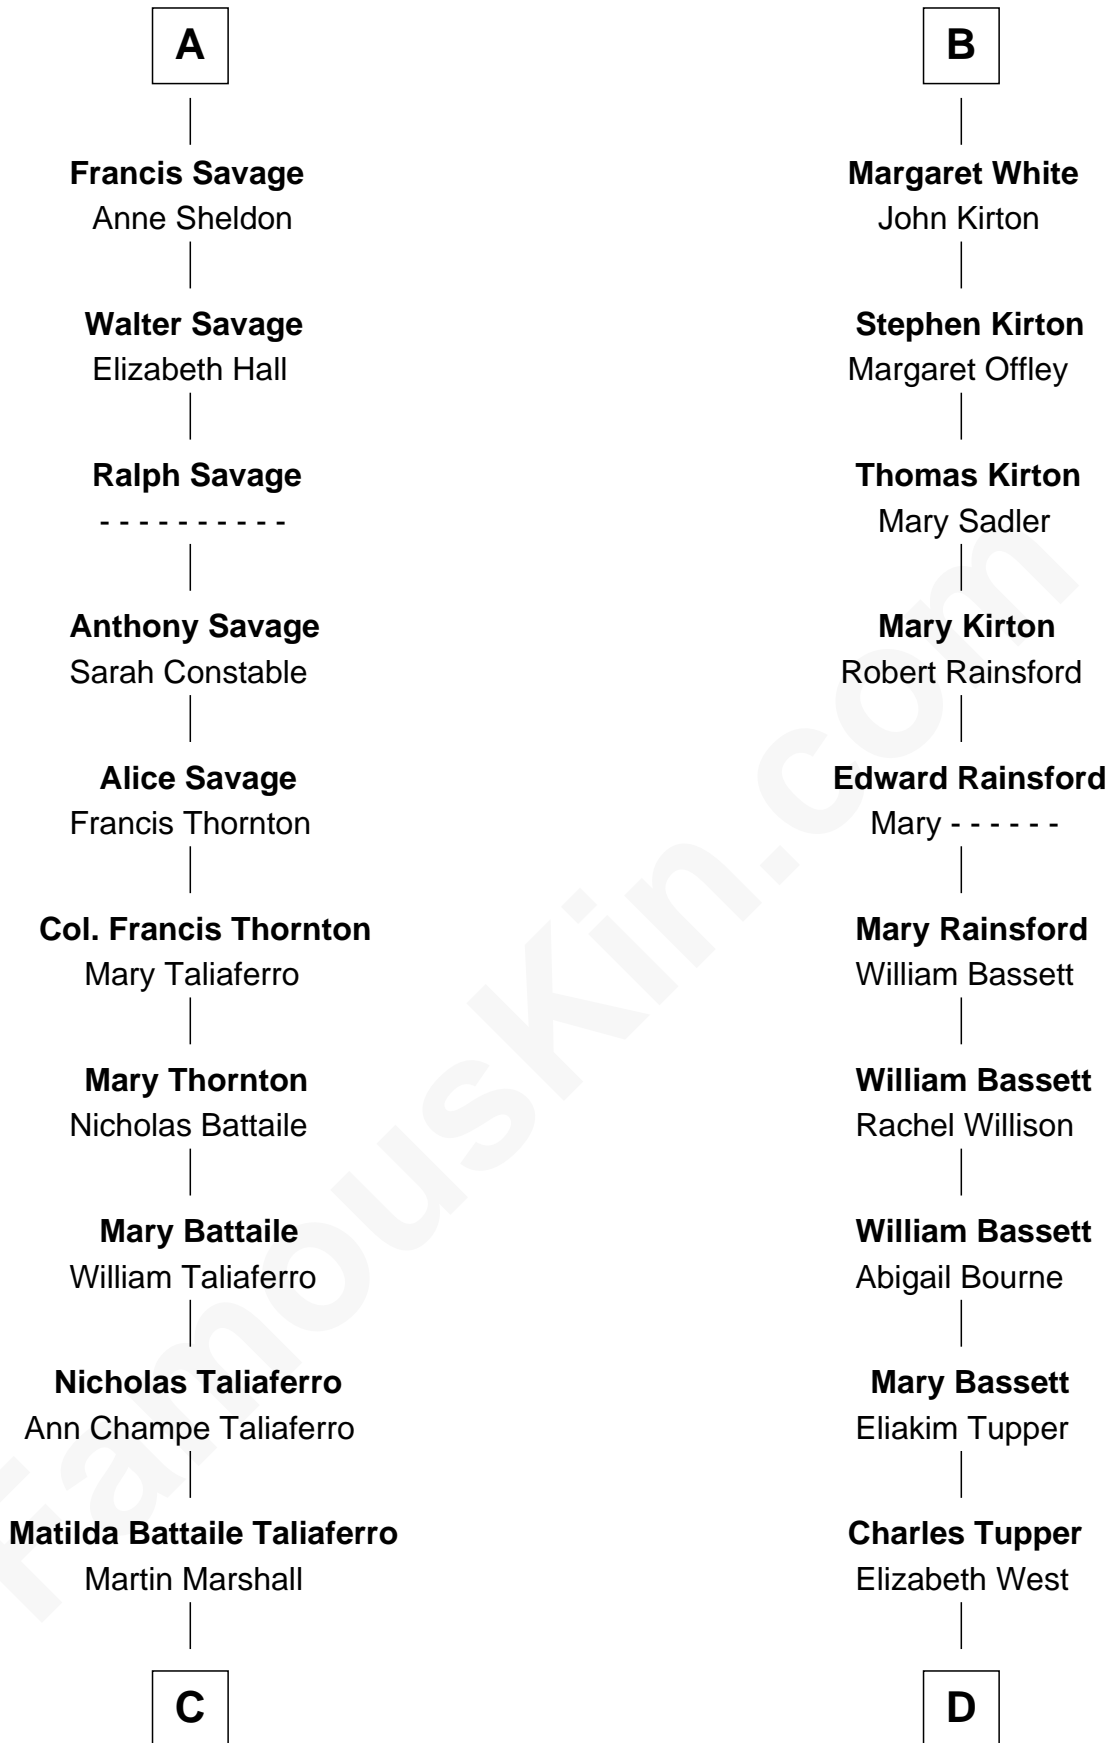 A
Francis Savage
Anne Sheldon
Walter Savage
Elizabeth Hall
Ralph Savage
- - - - - - - - - -
Anthony Savage
Sarah Constable
Alice Savage
Francis Thornton
Col. Francis Thornton
Mary Taliaferro
Mary Thornton
Nicholas Battaile
Mary Battaile
William Taliaferro
Nicholas Taliaferro
Ann Champe Taliaferro
Matilda Battaile Taliaferro
Martin Marshall
C
B
Margaret White
John Kirton
Stephen Kirton
Margaret Offley
Thomas Kirton
Mary Sadler
Mary Kirton
Robert Rainsford
Edward Rainsford
Mary - - - - - -
Mary Rainsford
William Bassett
William Bassett
Rachel Willison
William Bassett
Abigail Bourne
Mary Bassett
Eliakim Tupper
Charles Tupper
Elizabeth West
D
FamousKin.com